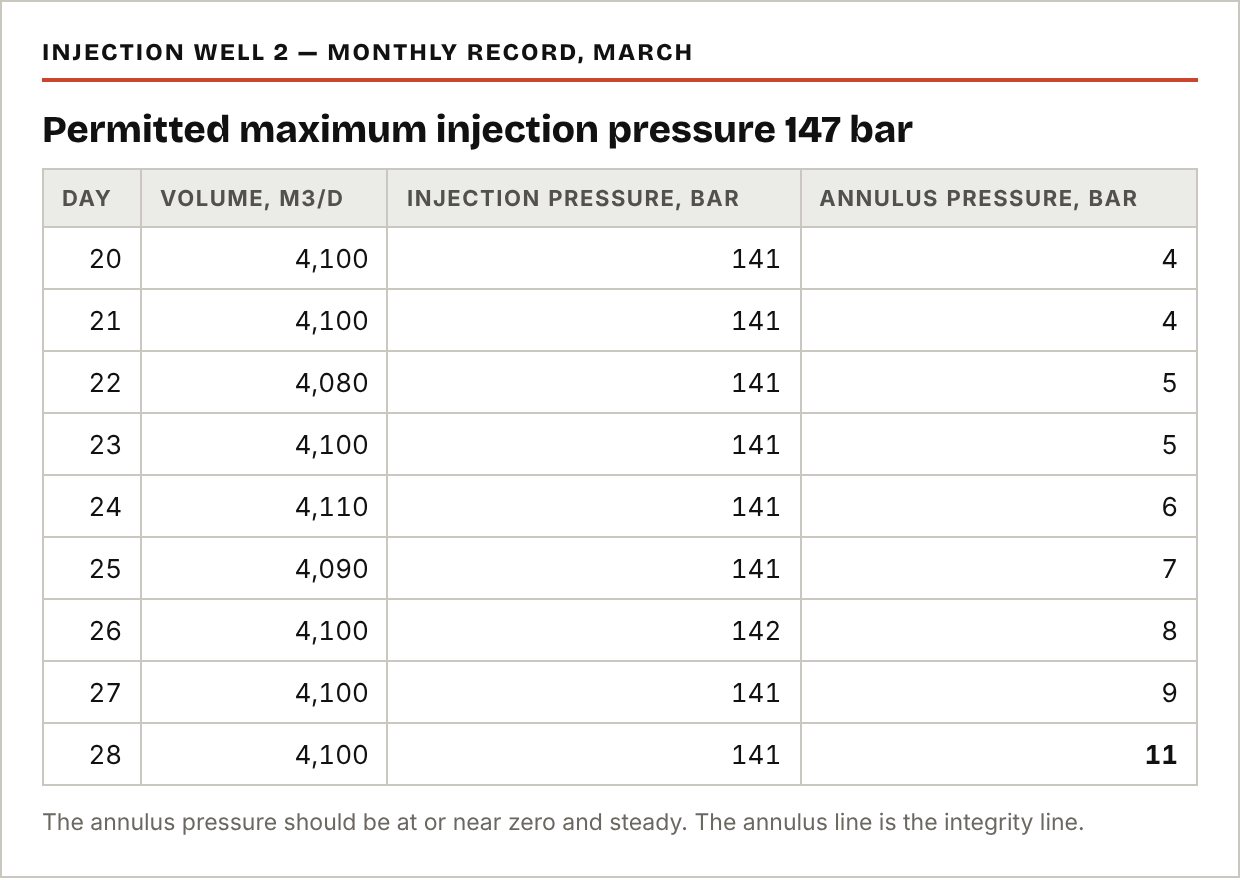 INJECTION WELL 2 — MONTHLY RECORD, MARCH
Permitted maximum injection pressure 147 bar
DAY VOLUME, M3/D INJECTION PRESSURE, BAR ANNULUS PRESSURE, BAR
20 4,100 141 4
21 4,100 141 4
22 4,080 141 5
23 4,100 141 5
24 4,110 141 6
25 4,090 141 7
26 4,100 142 8
27 4,100 141 9
28 4,100 141 11
The annulus pressure should be at or near zero and steady. The annulus line is the integrity line.